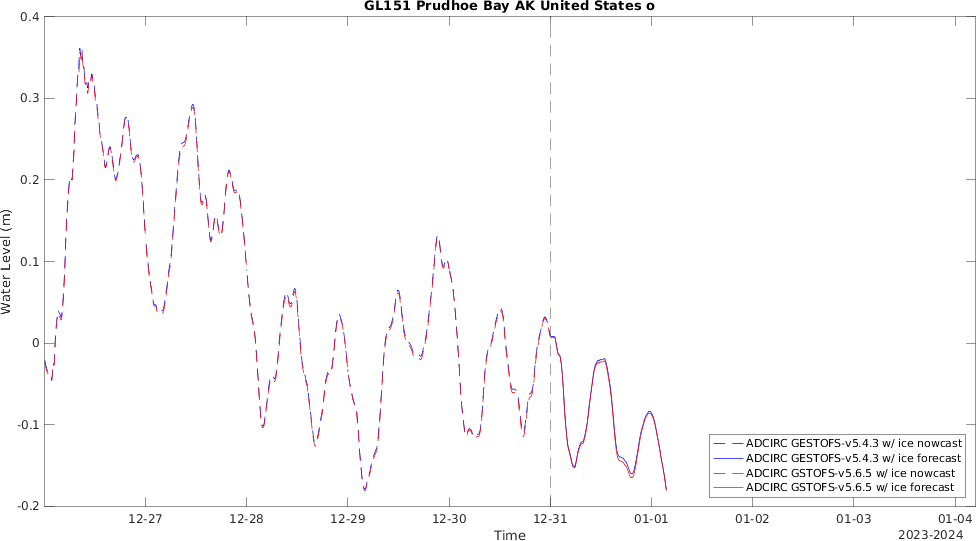 GL151 Prudhoe Bay AK United States o
0.4
0.3
0.2
0.1
0
-0.1
-0.2
Water Level (m)
12-27
12-28
12-29
12-30
12-31
01-01
01-02
01-03
01-04
Time
2023-2024
ADCIRC GESTOFS-v5.4.3 w/ ice nowcast
ADCIRC GESTOFS-v5.4.3 w/ ice forecast
ADCIRC GSTOFS-v5.6.5 w/ ice nowcast
ADCIRC GSTOFS-v5.6.5 w/ ice forecast